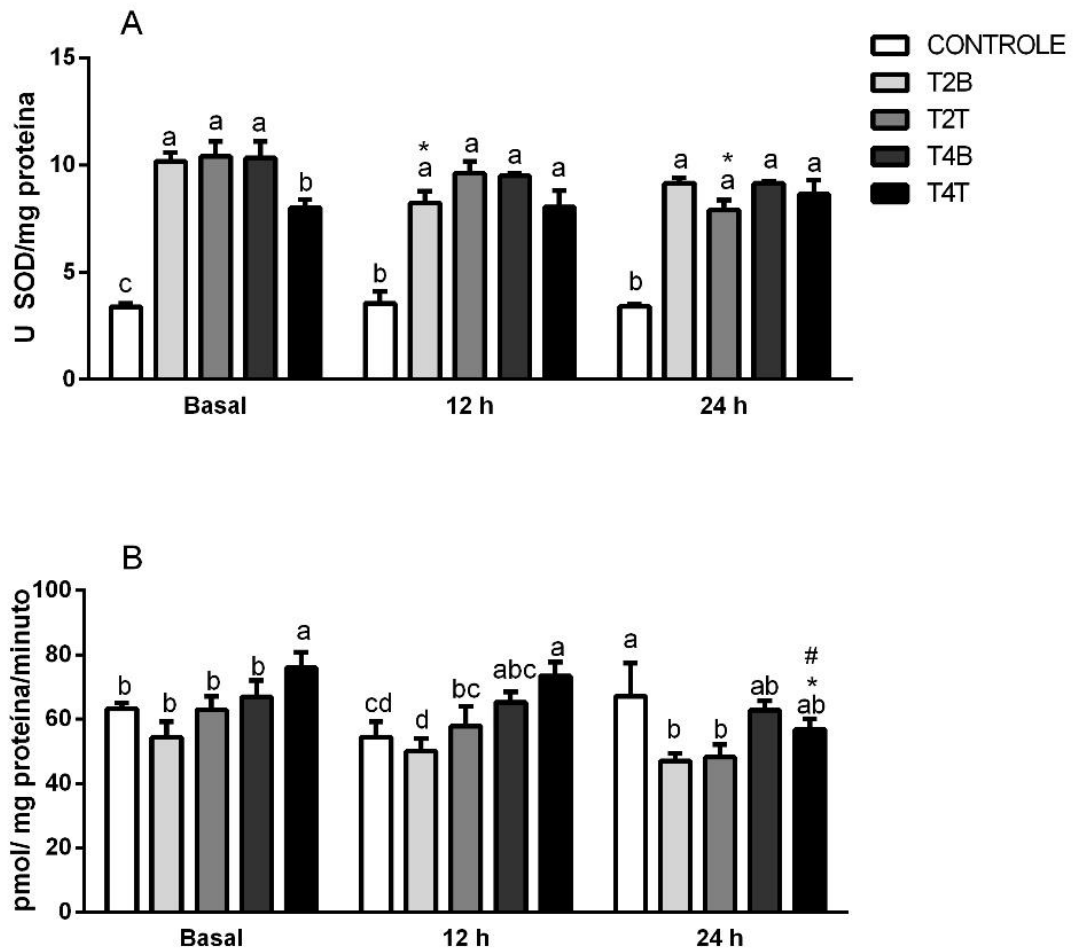 A
U SOD/mg proteína
15
10
5
0
c
a
a
a
b
b
*
a
a
a
a
b
a
*
a
a
a
Basal
12 h
24 h
CONTROLE
T2B
T2T
T4B
T4T
B
pmol/ mg proteína/minuto
100
80
60
40
20
0
b
b
b
b
a
cd
d
bc
abc
a
a
b
b
ab
#
*
ab
Basal
12 h
24 h